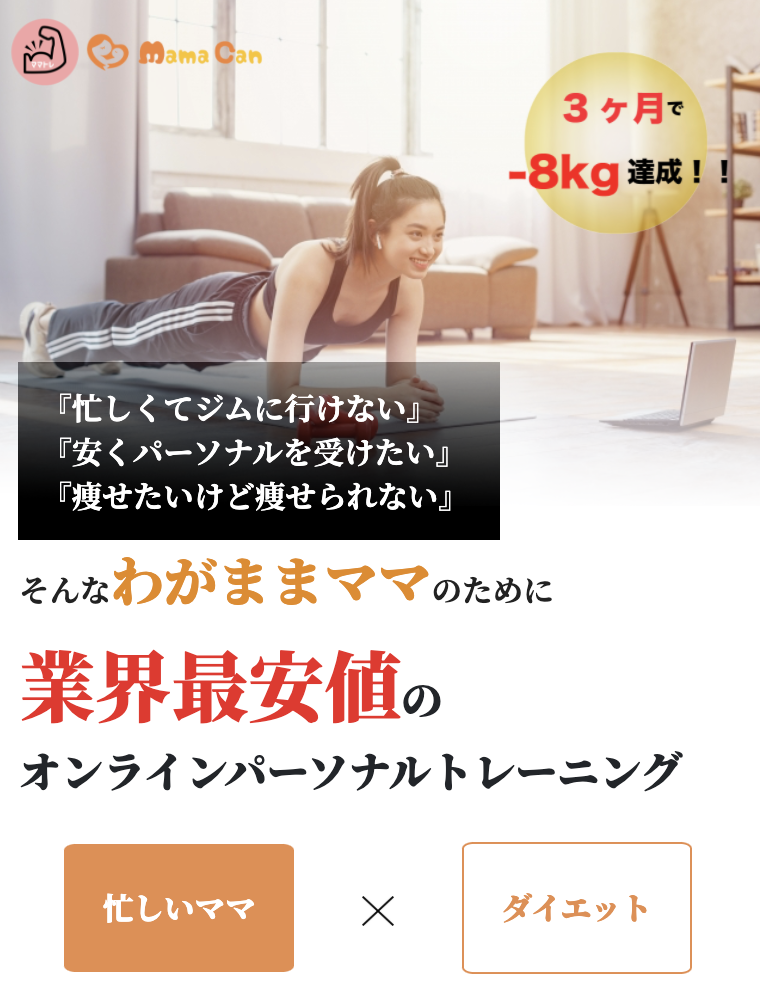 ママトレ
Mama Can
3ヶ月で
-8kg達成！！
『忙しくてジムに行けない』
『安くパーソナルを受けたい』
『痩せたいけど痩せられない』
そんなわがままママのために
業界最安値の
オンラインパーソナルトレーニング
忙しいママ × ダイエット